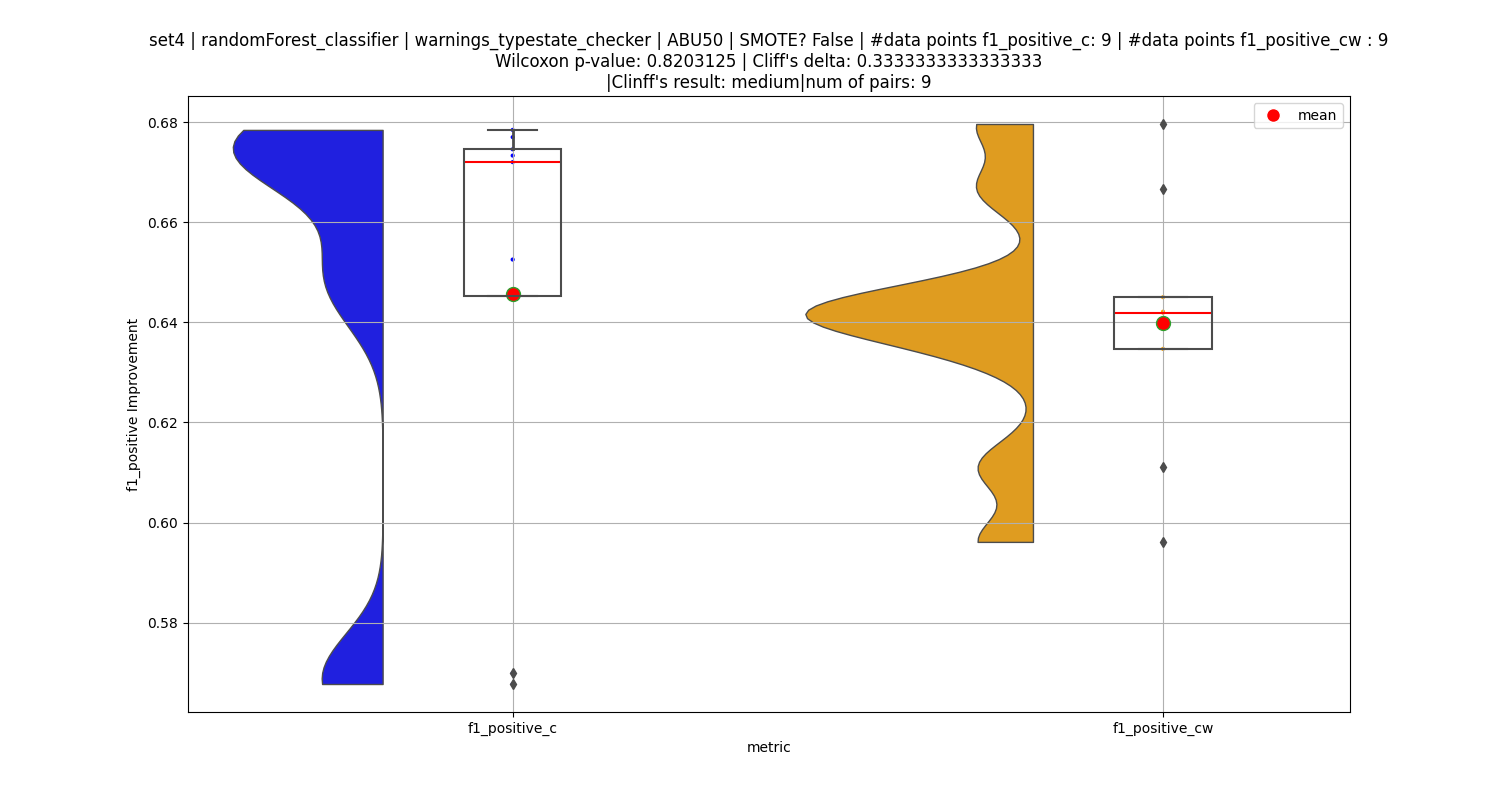 set4 | randomForest_classifier | warnings_typestate_checker | ABU50 | SMOTE? False | #data points f1_positive_c: 9 | #data points f1_positive_cw : 9
Wilcoxon p-value: 0.8203125 | Cliff's delta: 0.3333333333333333
|Clinff's result: medium|num of pairs: 9
mean
0.68
0.66
0.64
0.62
0.60
0.58
f1_positive Improvement
f1_positive_c
f1_positive_cw
metric